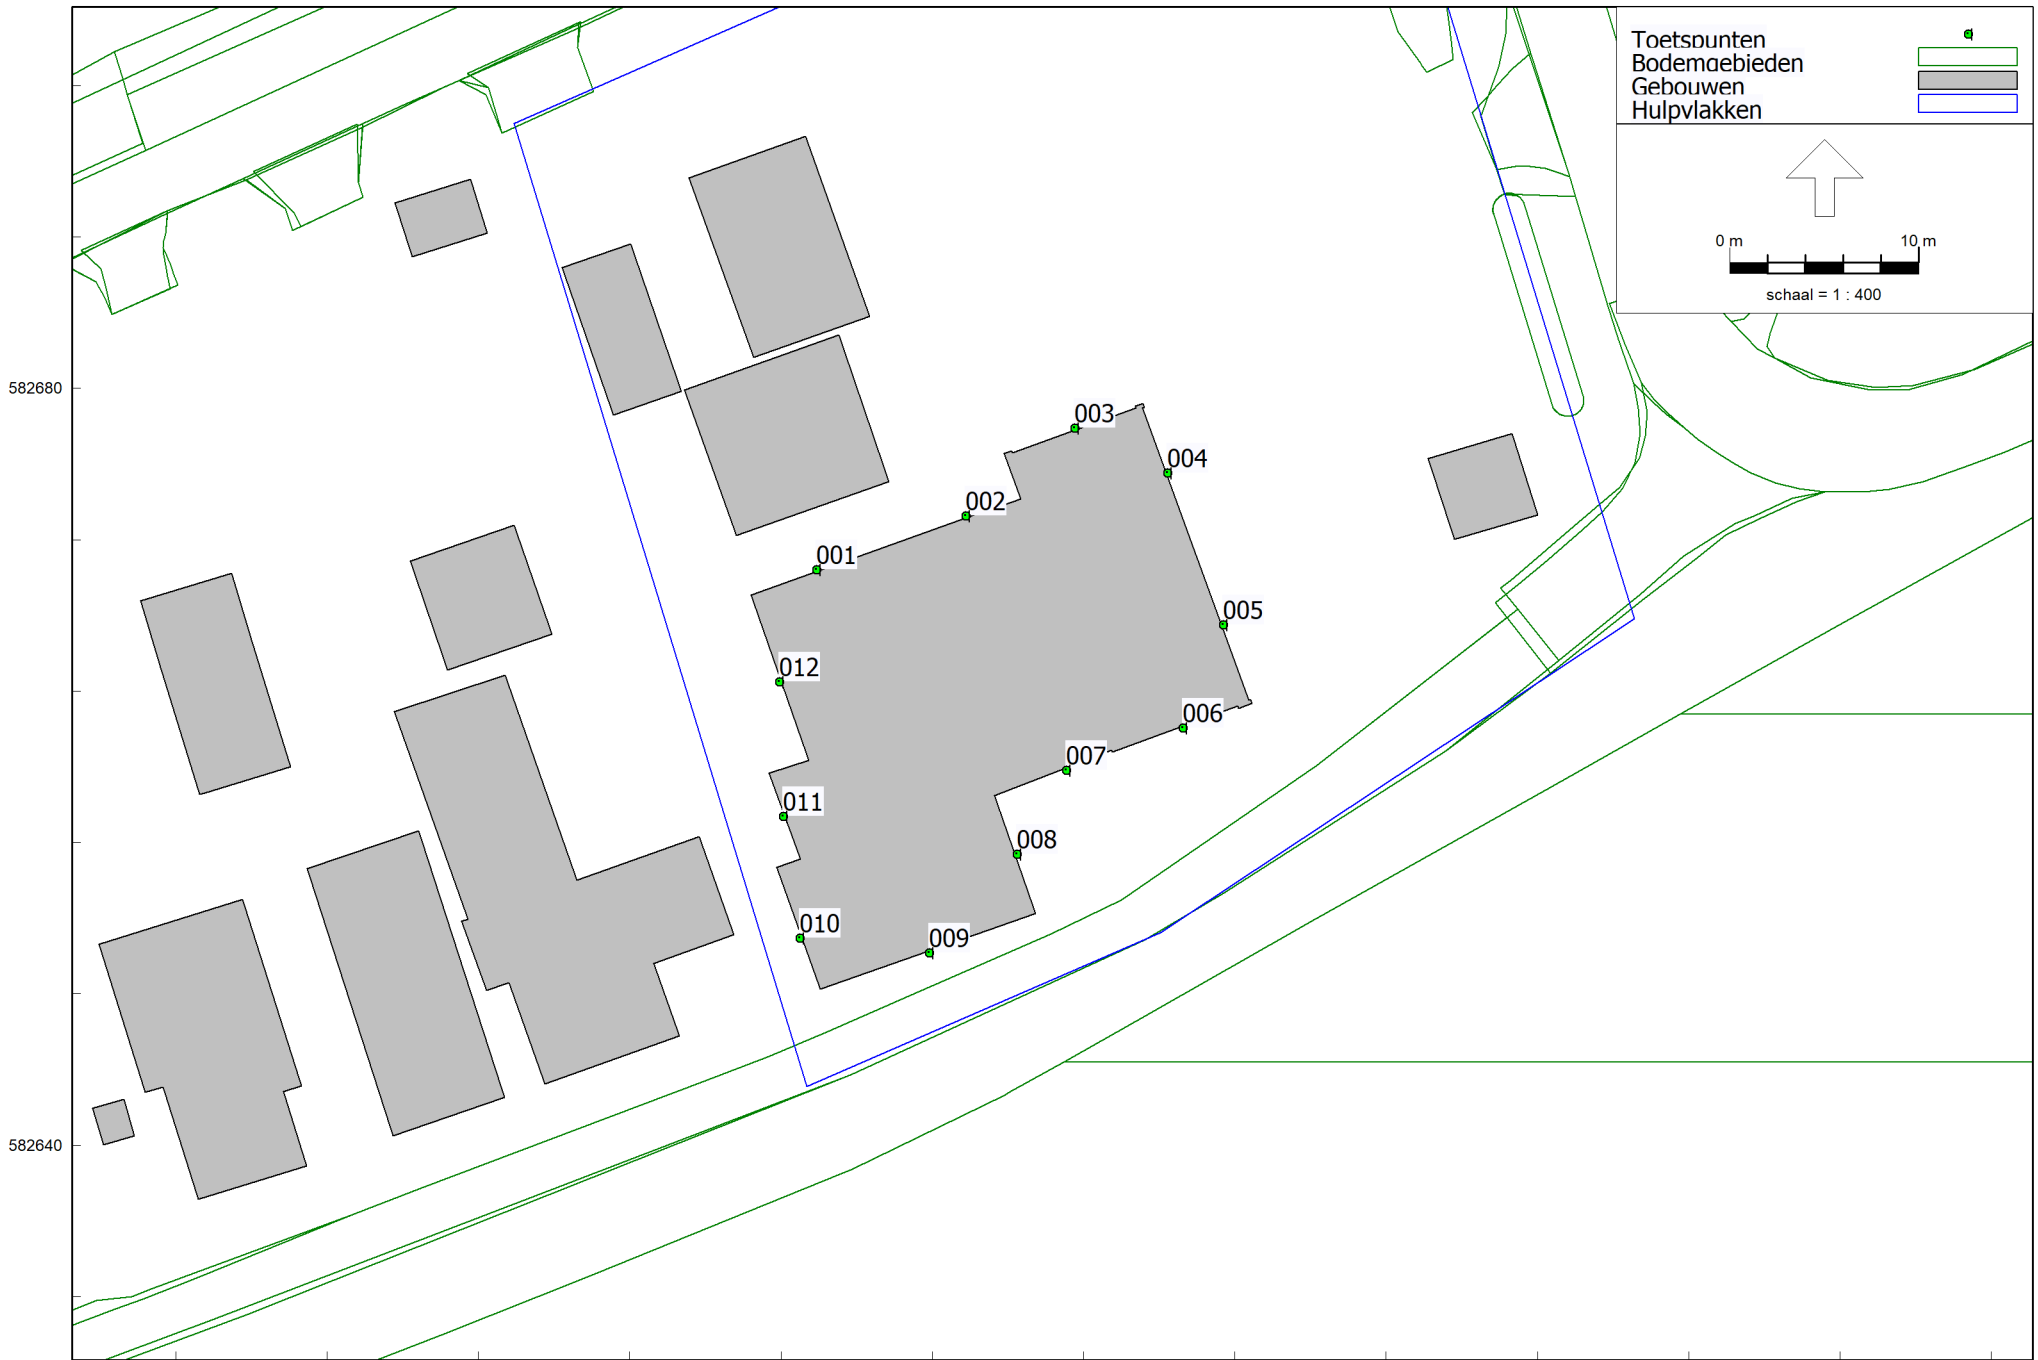 Toetspunten
Bodemgebieden
Gebouwen
Hulpvlakken
0 m 10 m
schaal = 1 : 400
582680
003
004
002
001
005
012
006
007
011
008
010
009
582640